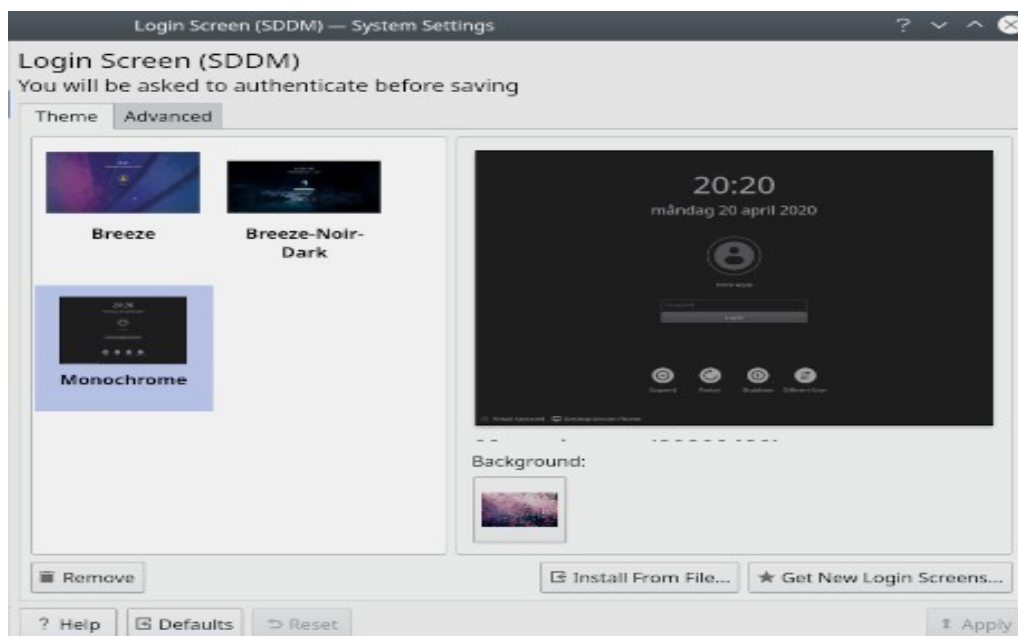 Login Screen (SDDM) — System Settings
Login Screen (SDDM)
You will be asked to authenticate before saving
Theme Advanced
Breeze
Breeze-Noir-
Dark
20:20
Monochrome
20:20
måndag 20 april 2020
Background:
Remove
Install From File...
Get New Login Screens...
? Help
Defaults
Reset
Apply